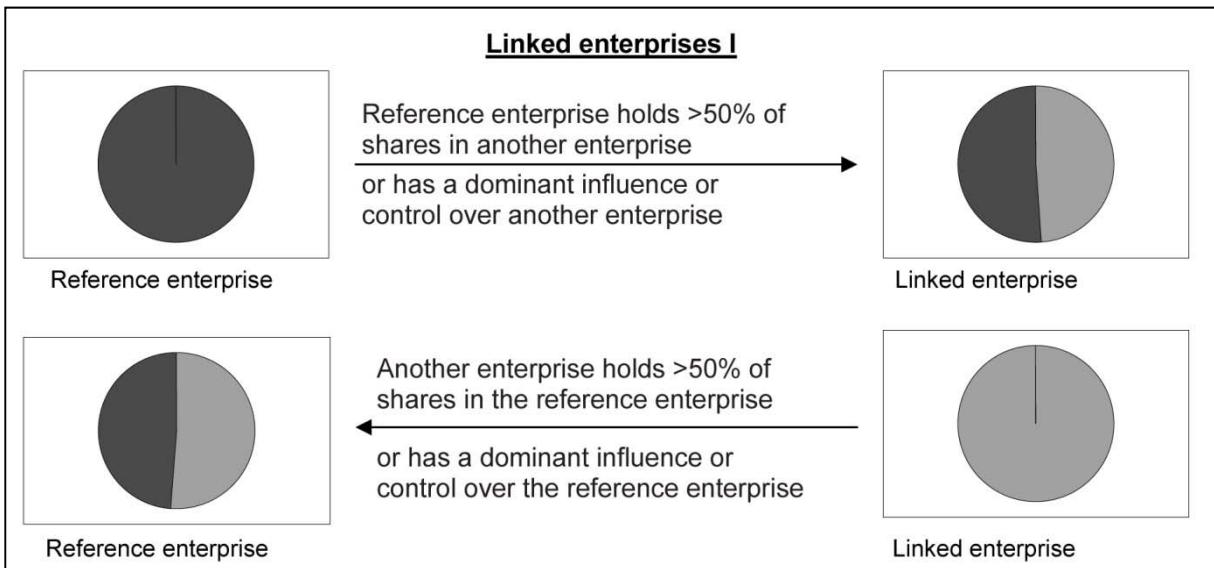 Linked enterprises I
Reference enterprise holds >50% of
shares in another enterprise
or has a dominant influence or
control over another enterprise
Reference enterprise
Linked enterprise
Another enterprise holds >50% of
shares in the reference enterprise
or has a dominant influence or
control over the reference enterprise
Reference enterprise
Linked enterprise